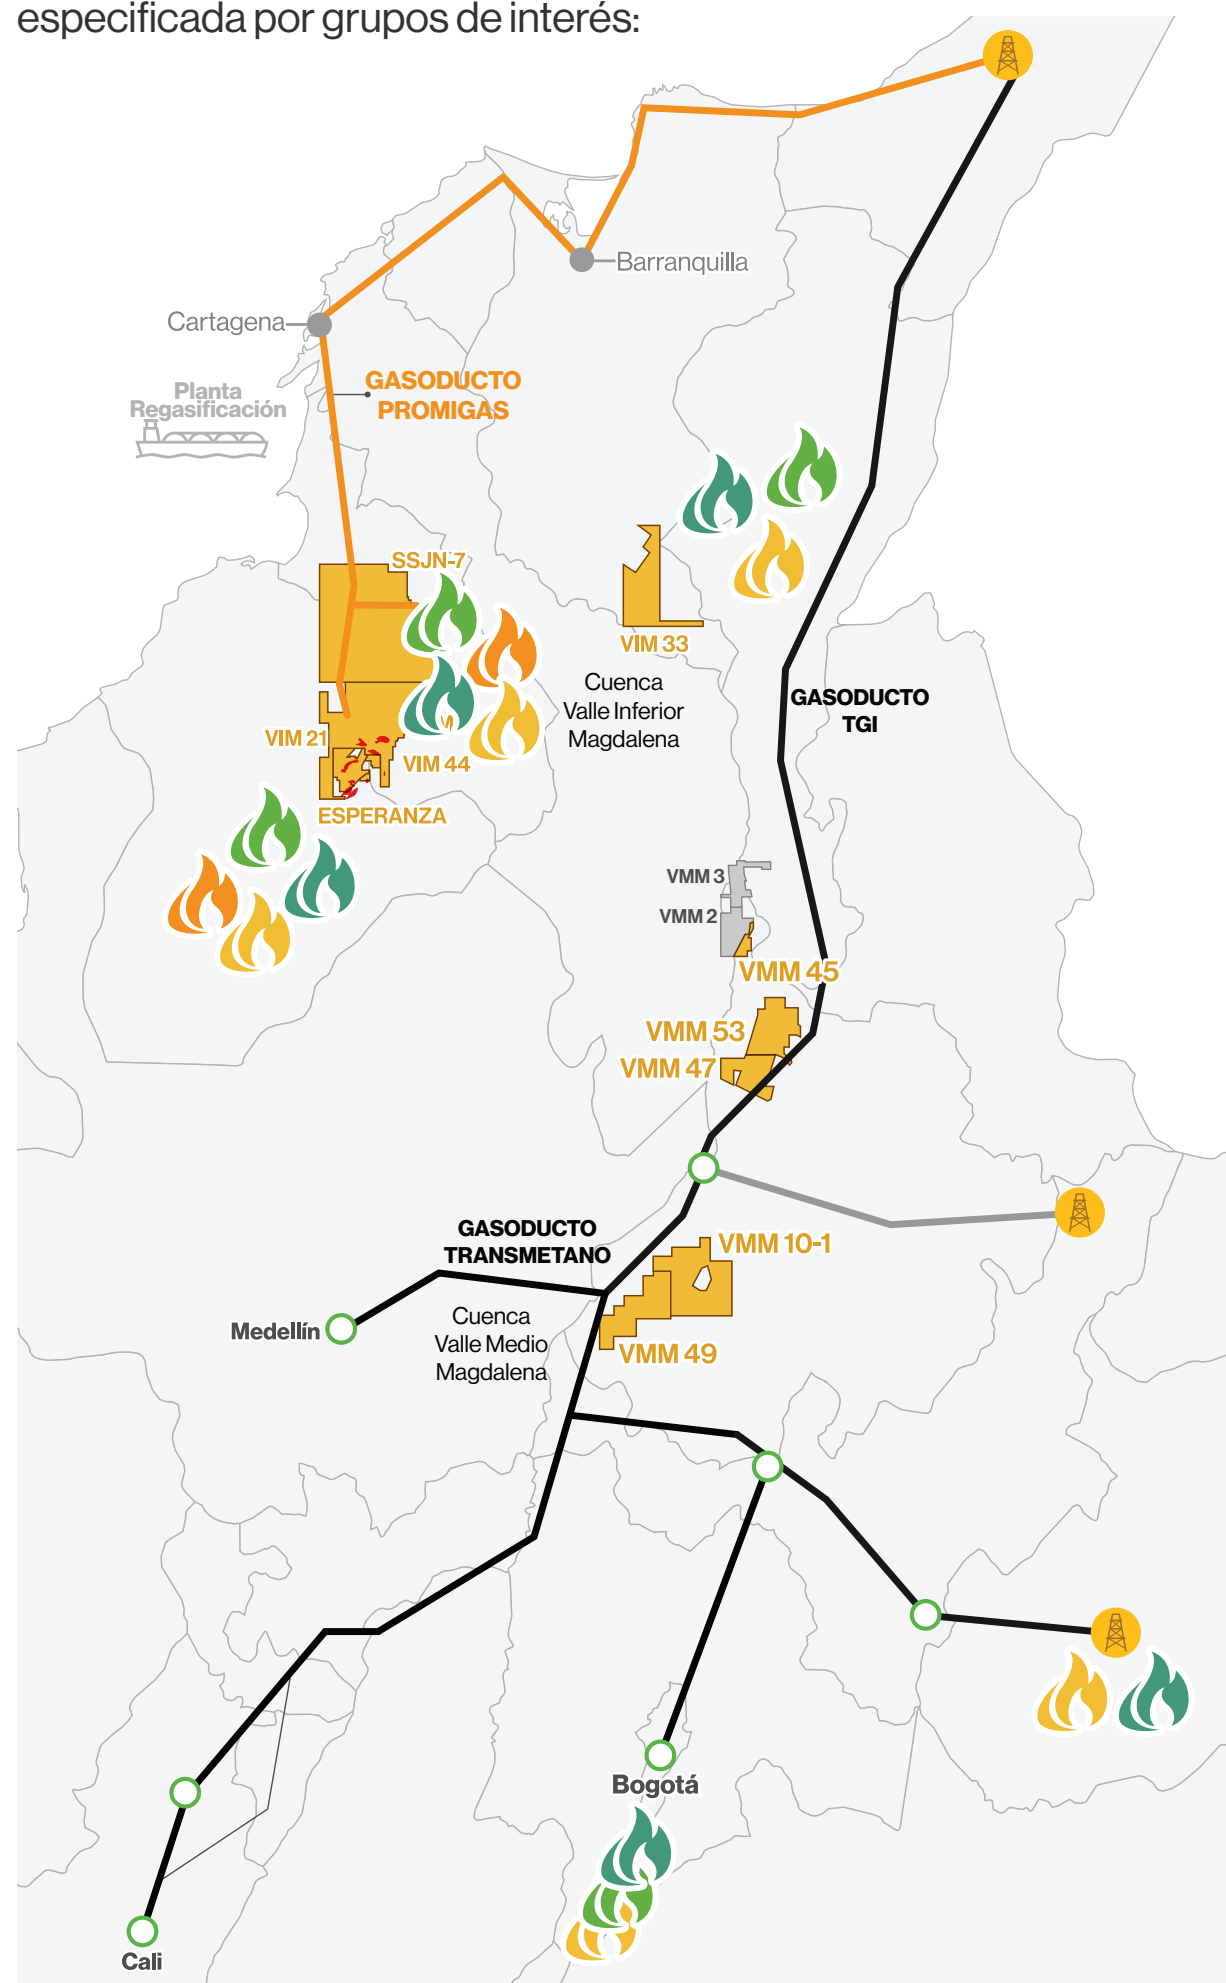 especificada por grupos de interés:
Barranquilla
Cartagena
GASODUCTO
PROMIGAS
Planta
Regasificación
SSJN-7
VIM 33
Cuenca
Valle Inferior
Magdalena
GASODUCTO
TGI
VIM 21
VIM 44
ESPERANZA
VMM 3
VMM 2
VMM 45
VMM 53
VMM 47
GASODUCTO
TRANSMETANO
VMM 10-1
Medellín
Cuenca
Valle Medio
Magdalena
VMM 49
Bogotá
Cali